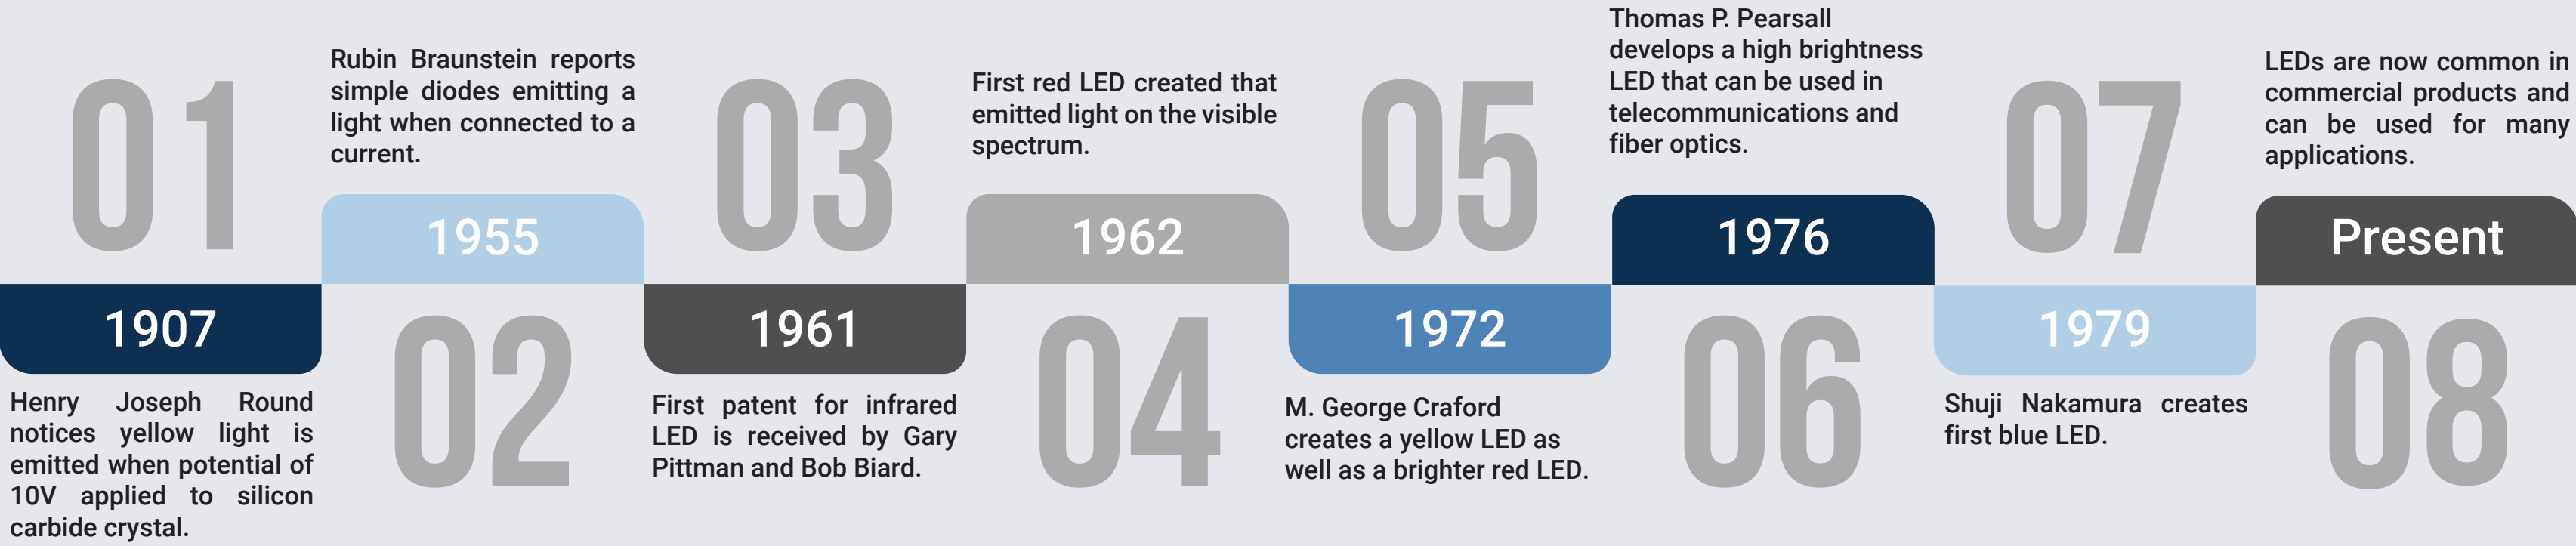 01
1907
Henry Joseph Round
notices yellow light is
emitted when potential of
10V applied to silicon
carbide crystal.
Rubin Braunstein reports
simple diodes emitting a
light when connected to a
current.
1955
02
03
1961
First patent for infrared
LED is received by Gary
Pittman and Bob Biard.
First red LED created that
emitted light on the visible
spectrum.
1962
04
05
1972
M. George Craford
creates a yellow LED as
well as a brighter red LED.
Thomas P. Pearsall
develops a high brightness
LED that can be used in
telecommunications and
fiber optics.
1976
06
07
1979
Shuji Nakamura creates
first blue LED.
LEDs are now common in
commercial products and
can be used for many
applications.
Present
08